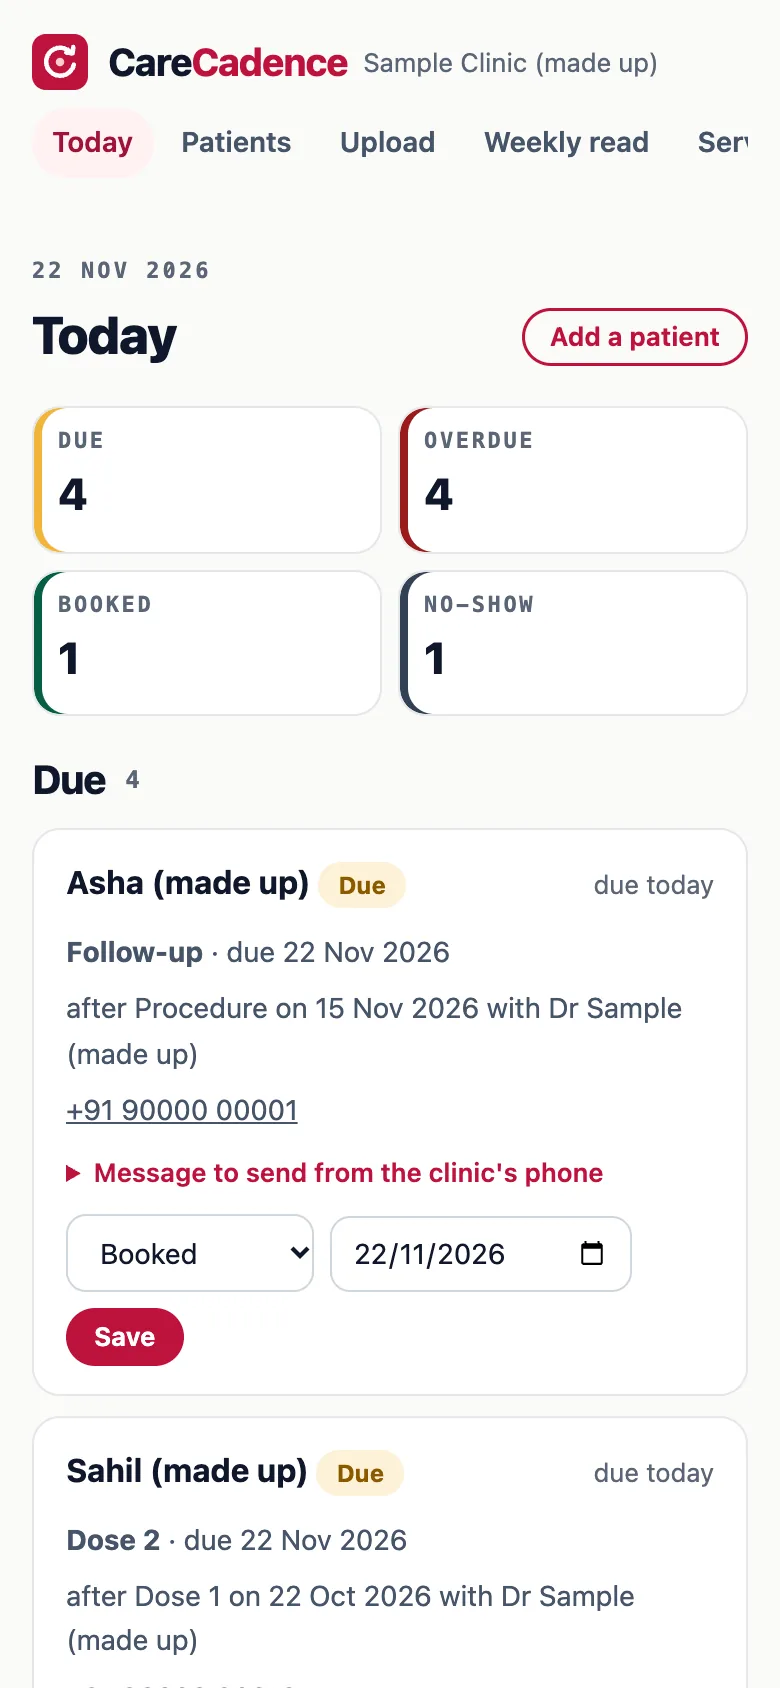 CareCadence Sample Clinic (made up)
Today Patients Upload Weekly read Serv
22 NOV 2026
Today
Add a patient
DUE
4
OVERDUE
4
BOOKED
1
NO-SHOW
1
Due 4
Asha (made up) Due due today
Follow-up · due 22 Nov 2026
after Procedure on 15 Nov 2026 with Dr Sample
(made up)
+91 90000 00001
Message to send from the clinic's phone
Booked 22/11/2026
Save
Sahil (made up) Due due today
Dose 2 · due 22 Nov 2026
after Dose 1 on 22 Oct 2026 with Dr Sample
(made up)